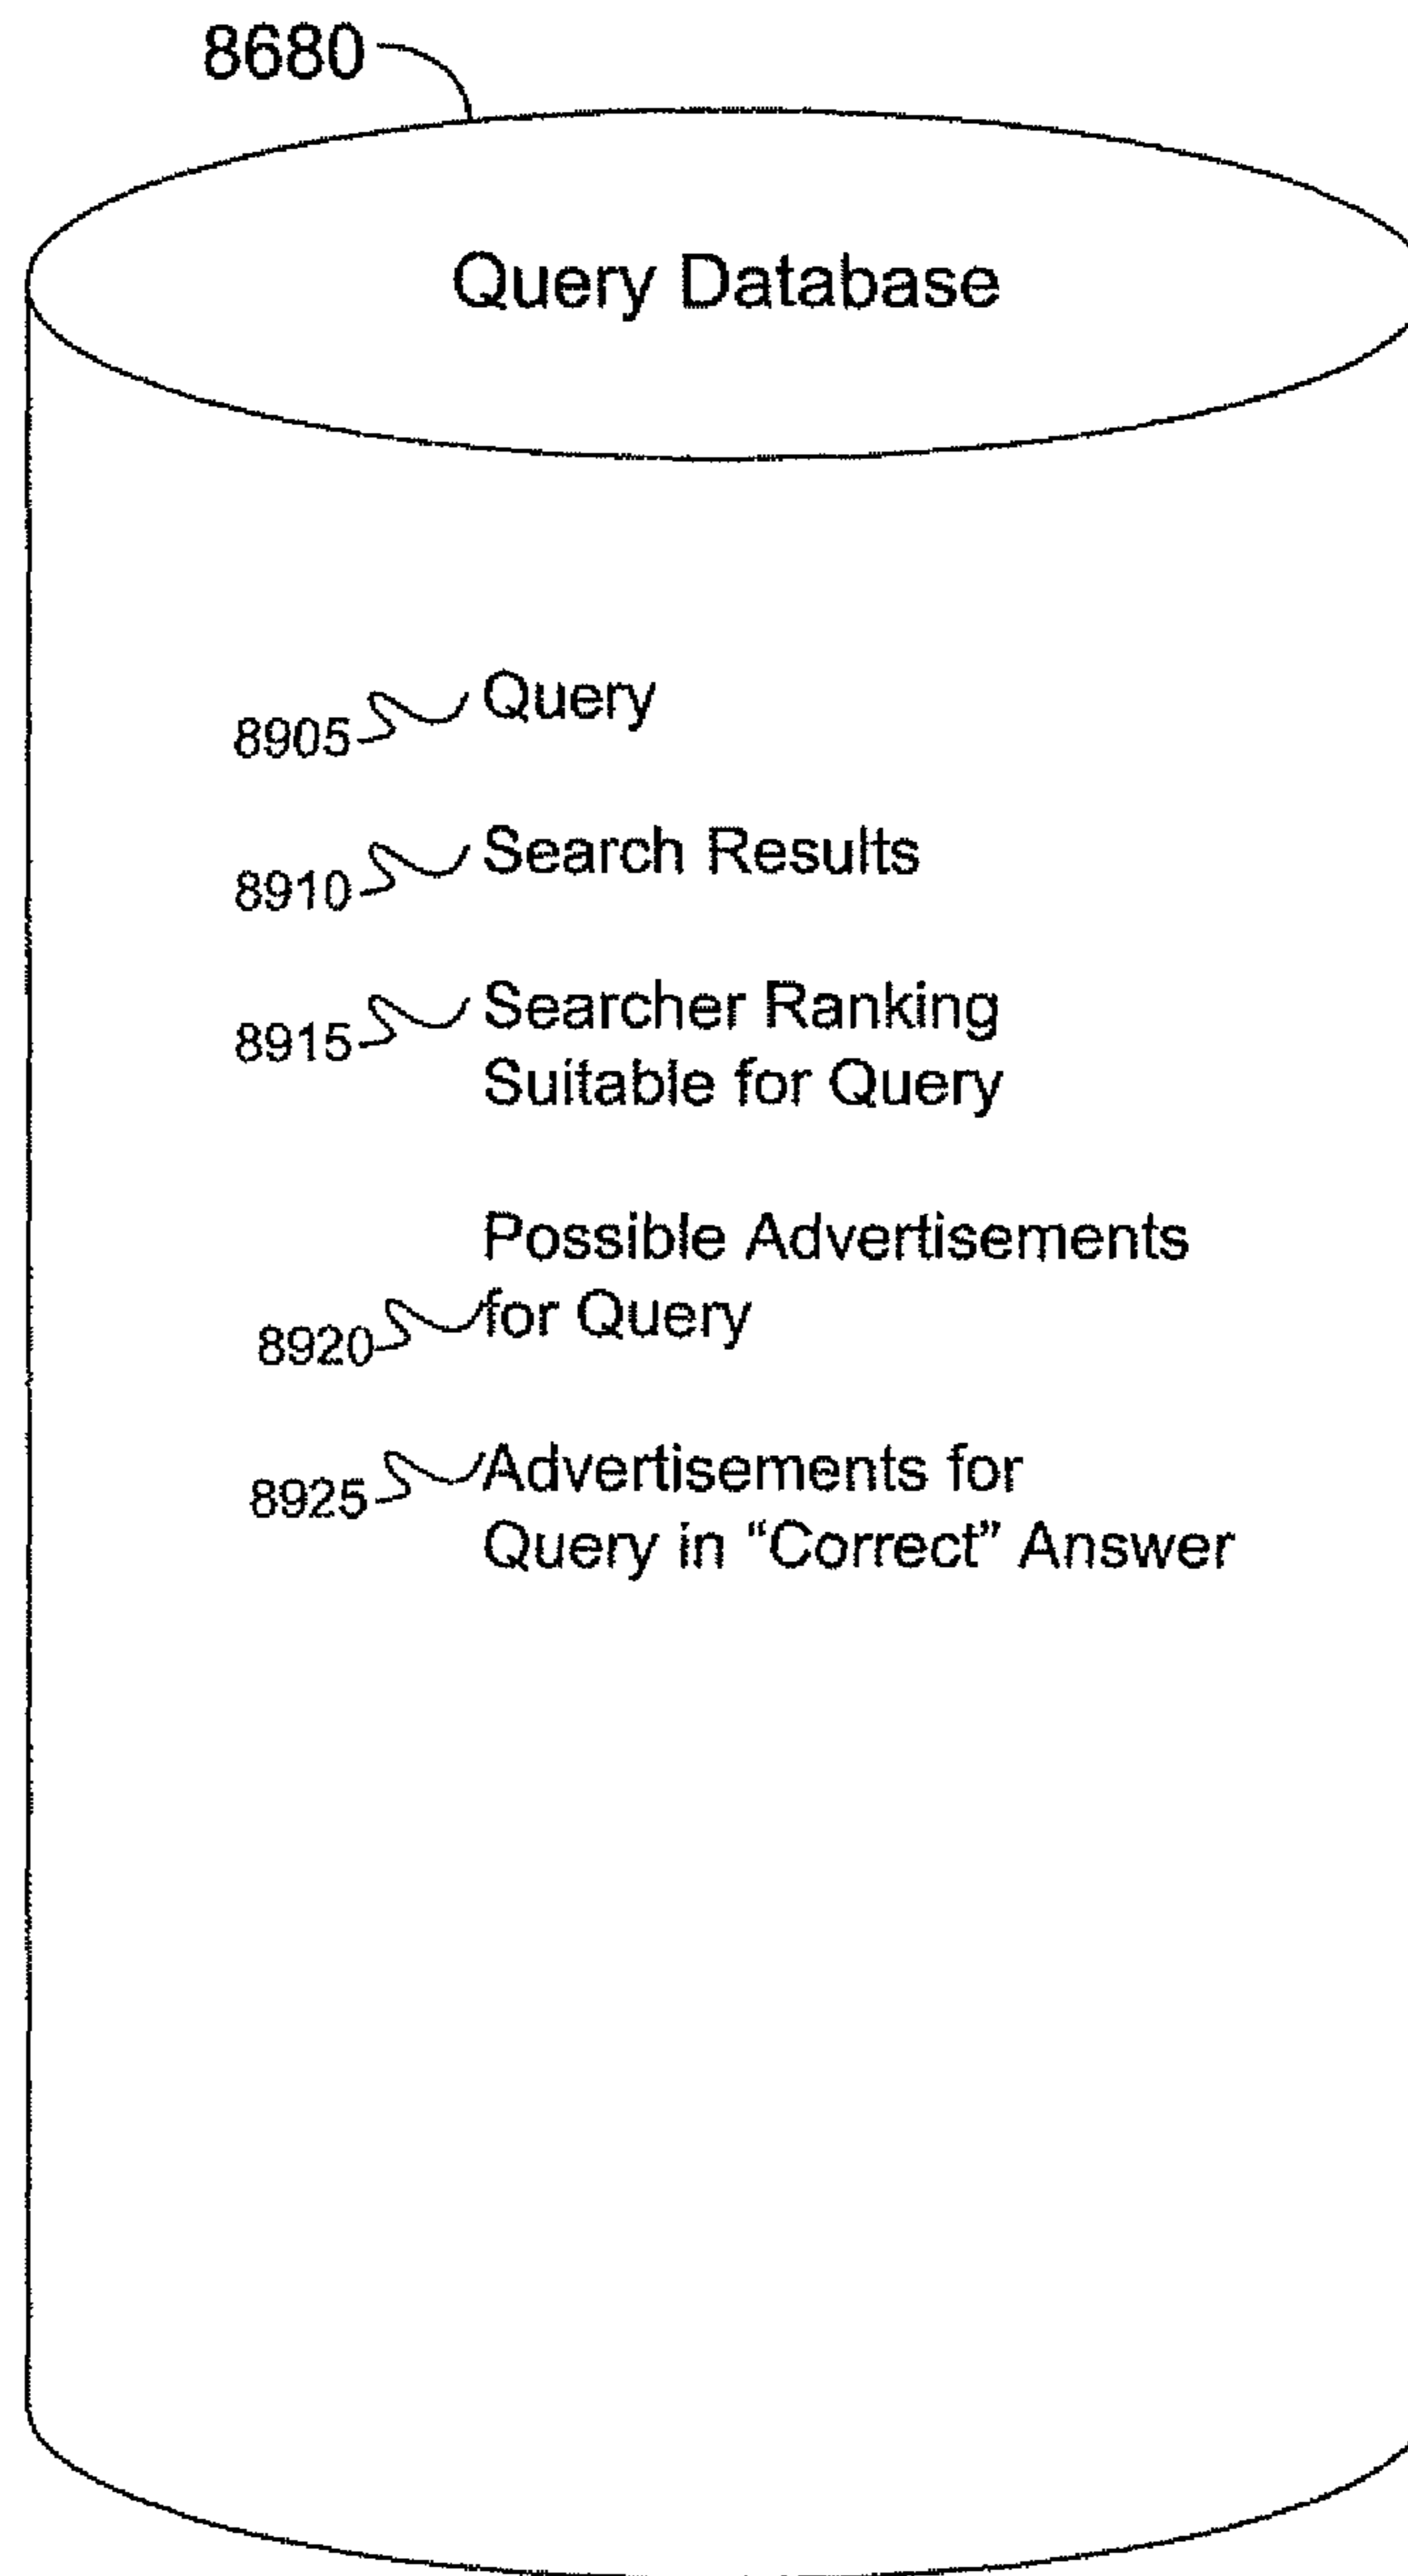 8680
Query Database
8905 Query
8910 Search Results
8915 Searcher Ranking
Suitable for Query
Possible Advertisements
8920 for Query
8925 Advertisements for
Query in “Correct” Answer